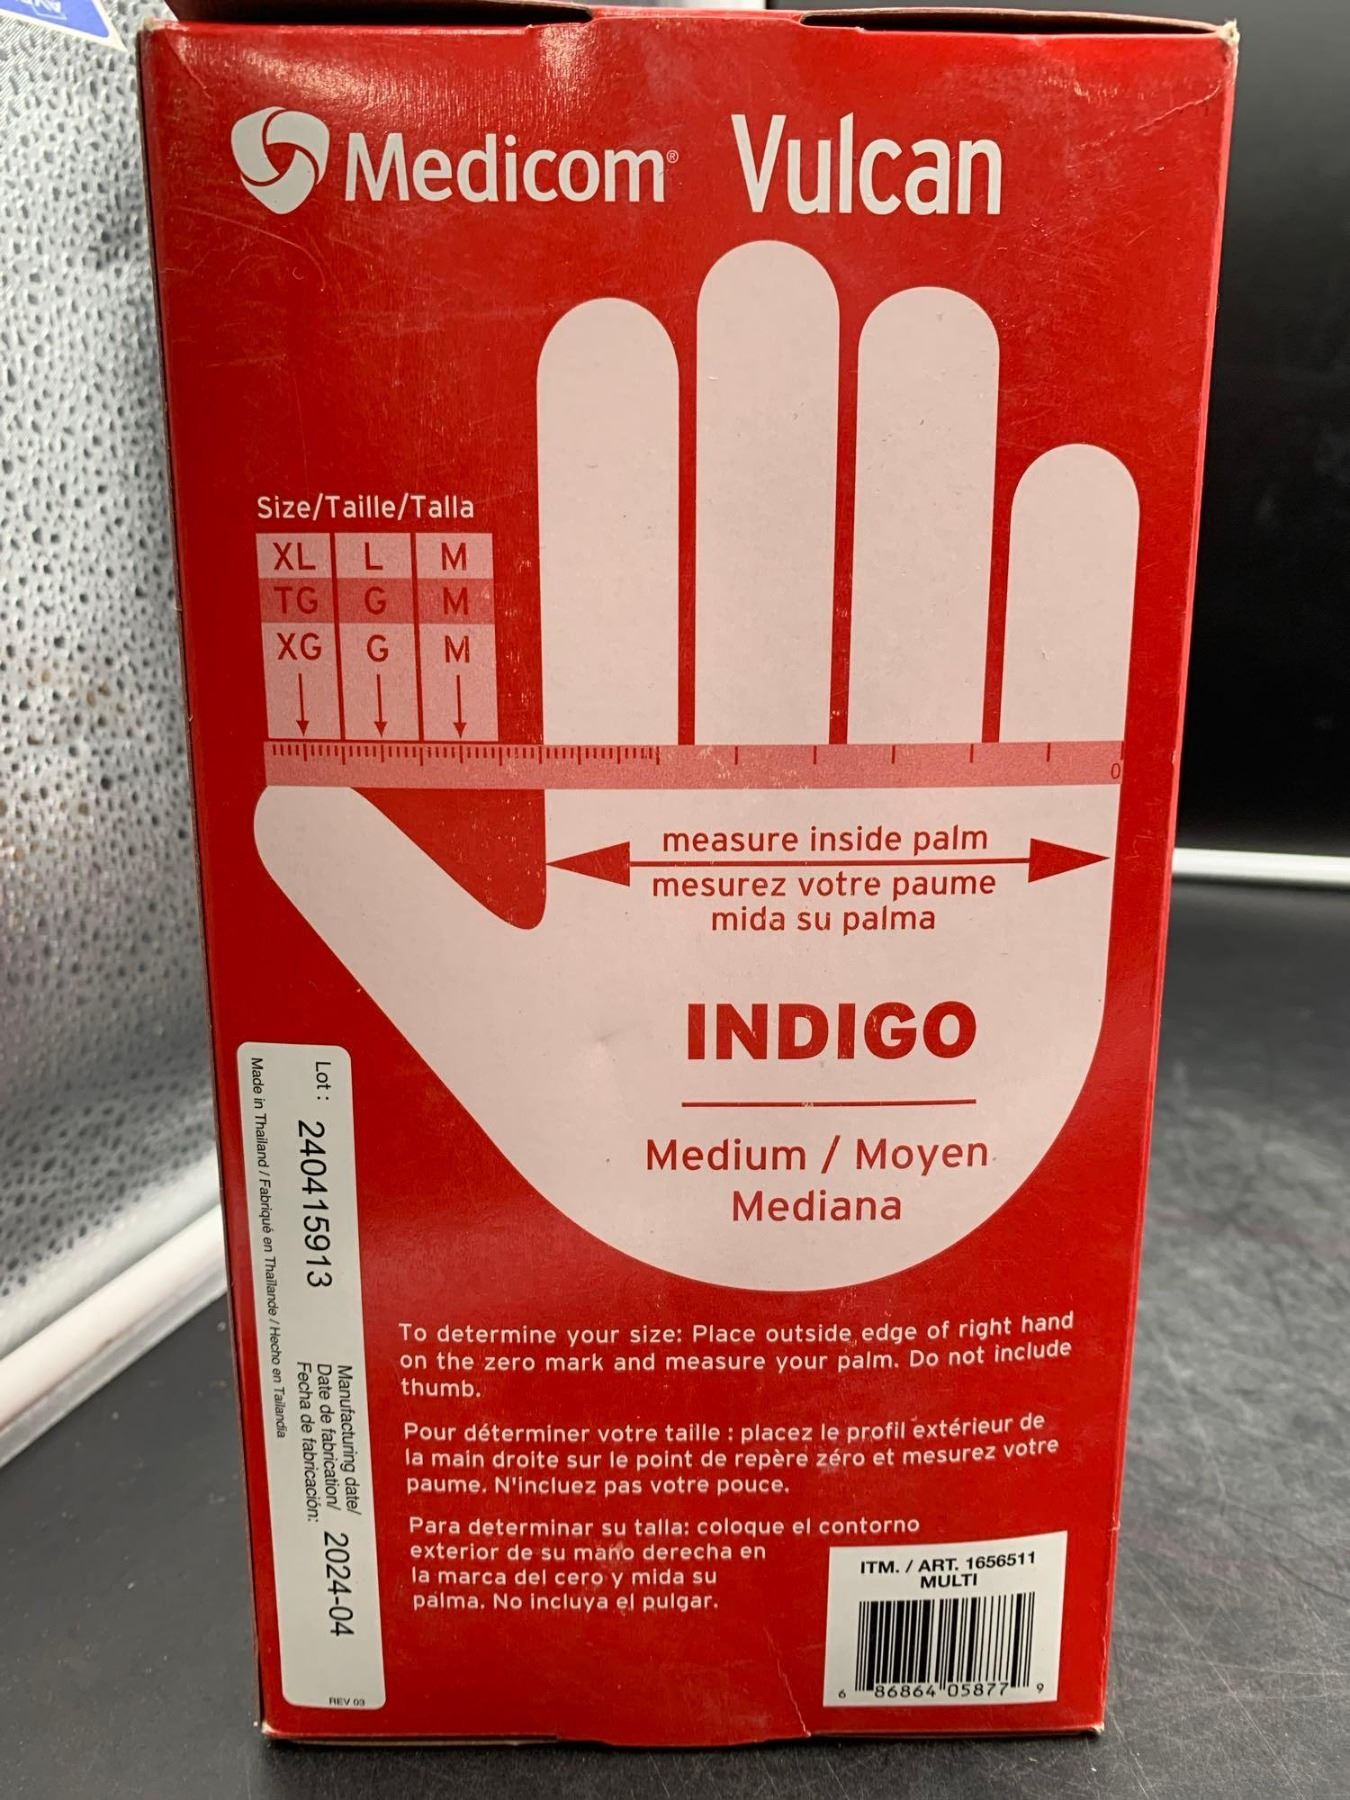 Medicom® Vulcan
Size/Taille/Talla
XL L M
TG G M
XG G M
0
measure inside palm
mesurez votre paume
mida su palma
INDIGO
Medium / Moyen
Mediana
To determine your size: Place outside edge of right hand
on the zero mark and measure your palm. Do not include
thumb.
Pour déterminer votre taille : placez le profil extérieur de
la main droite sur le point de repère zéro et mesurez votre
paume. N'incluez pas votre pouce.
Para determinar su talla: coloque el contorno
exterior de su mano derecha en
la marca del cero y mida su
palma. No incluya el pulgar.
Lot : 240415913
Manufacturing date/
Date de fabrication/ 2024-04
Fecha de fabricación:
Made in Thailand / Fabriqué en Thaïlande / Hecho en Tailandia
REV 03
ITM. / ART. 1656511
MULTI
6 86864 05877 9